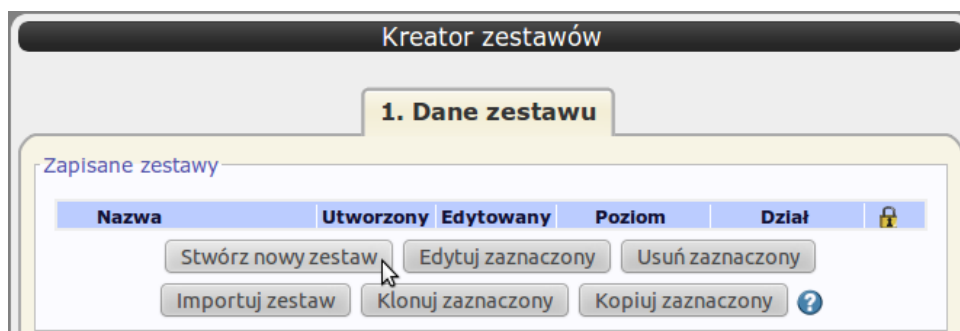 Kreator zestawów
1. Dane zestawu
Zapisane zestawy
Nazwa Utworzony Edytowany Poziom Dział
Stwórz nowy zestaw Edytuj zaznaczony Usuń zaznaczony
Importuj zestaw Klonuj zaznaczony Kopiuj zaznaczony ?